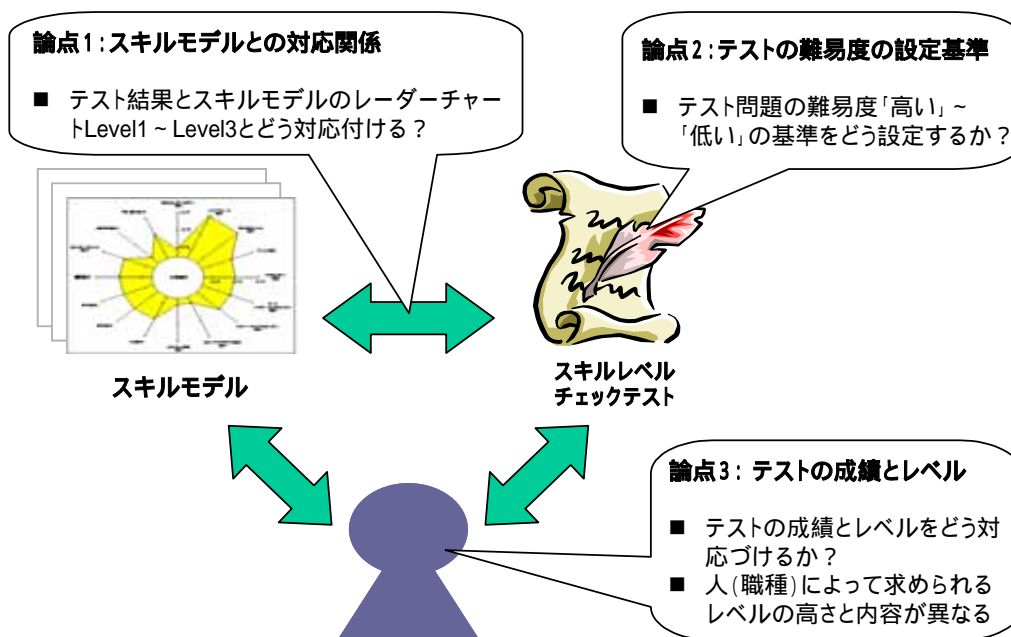 論点1:スキルモデルとの対応関係
■ テスト結果とスキルモデルのレーダーチャー
トLevel1~Level3とどう対応付ける?
論点2:テストの難易度の設定基準
■ テスト問題の難易度「高い」~
「低い」の基準をどう設定するか?
スキルモデル
スキルレベル
チェックテスト
論点3: テストの成績とレベル
■ テストの成績とレベルをどう対
応づけるか?
■ 人(職種)によって求められる
レベルの高さと内容が異なる